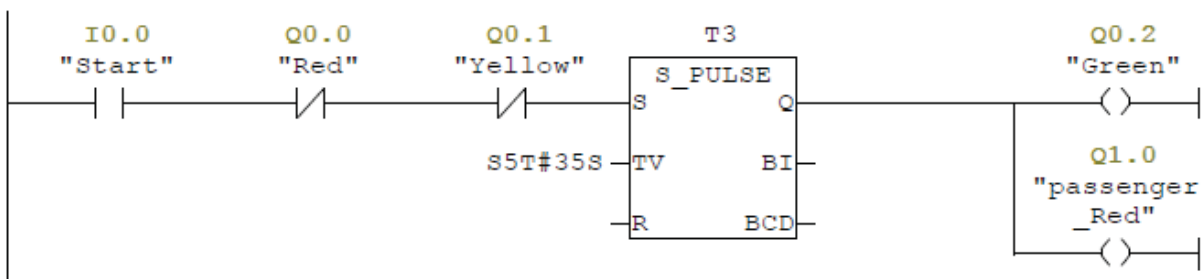 I0.0 Q0.0 Q0.1 T3 Q0.2
"Start" "Red" "Yellow" "Green"
S_PULSE
S Q
S5T#35S TV BI
R BCD
Q1.0
"passenger
_Red"